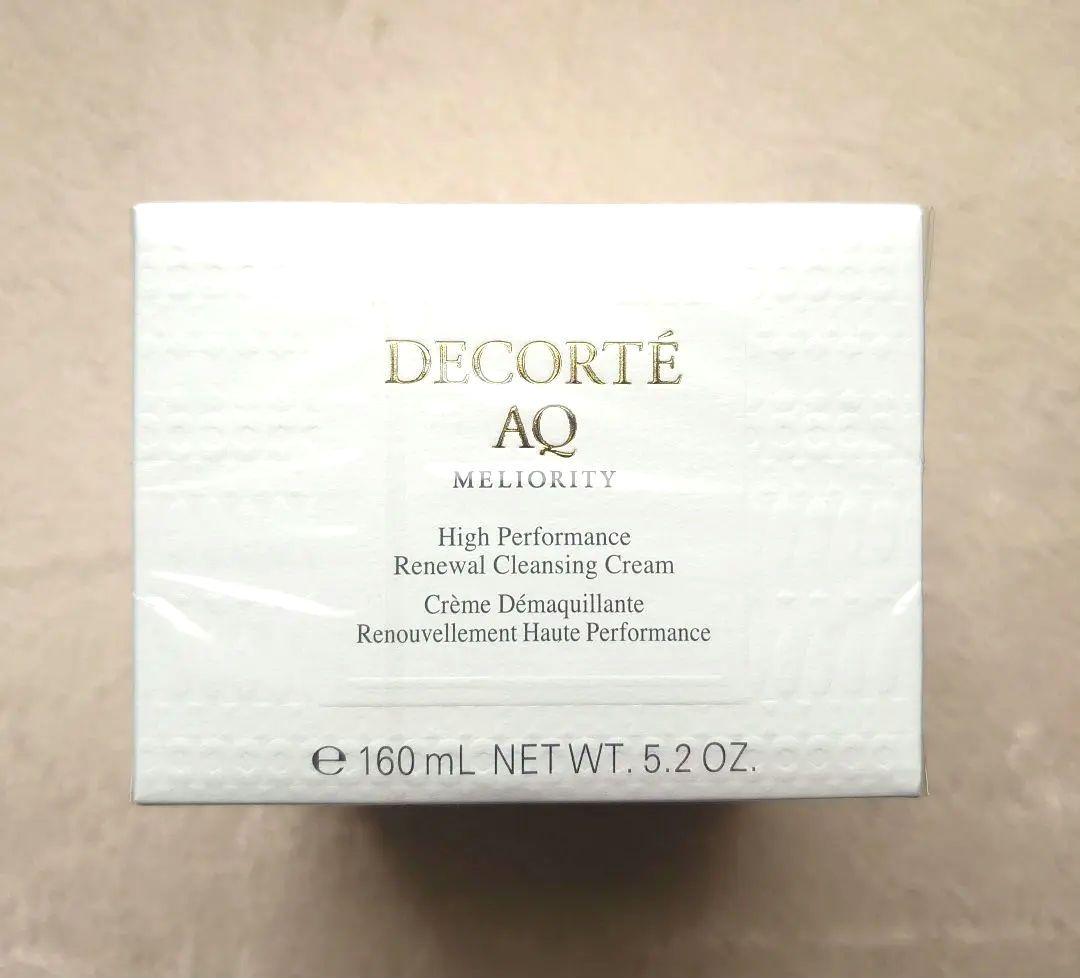 DECORTÉ
AQ
MELIORITY
High Performance
Renewal Cleansing Cream
Crème Démaquillante
Renouvellement Haute Performance
℮ 160 mL NET WT. 5.2 OZ.